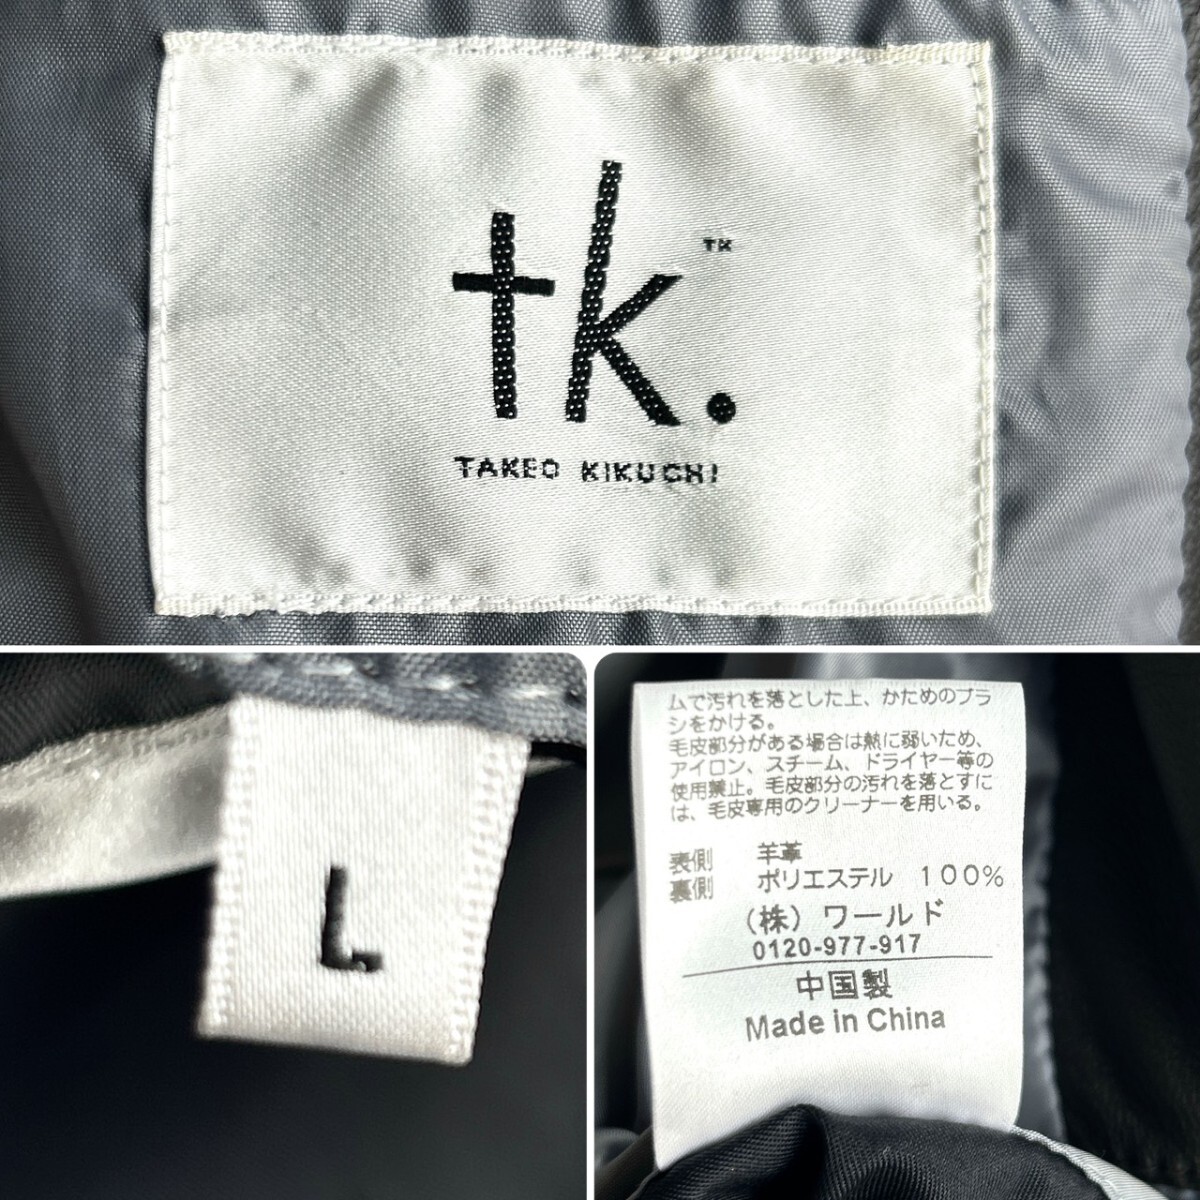 tk.
TK
TAKEO KIKUCHI
L
ムで汚れを落とした上、かためのブラ
シをかける。
毛皮部分がある場合は熱に弱いため、
アイロン、スチーム、ドライヤー等の
使用禁止。毛皮部分の汚れを落とすに
は、毛皮専用のクリーナーを用いる。
表側 羊革
裏側 ポリエステル 100%
(株)ワールド
0120-977-917
中国製
Made in China